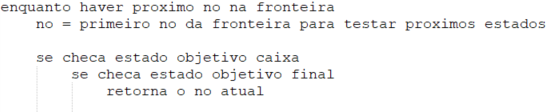 enquanto haver proximo no na fronteira
no = primeiro no da fronteira para testar proximos estados
se checa estado objetivo caixa
se checa estado objetivo final
retorna o no atual